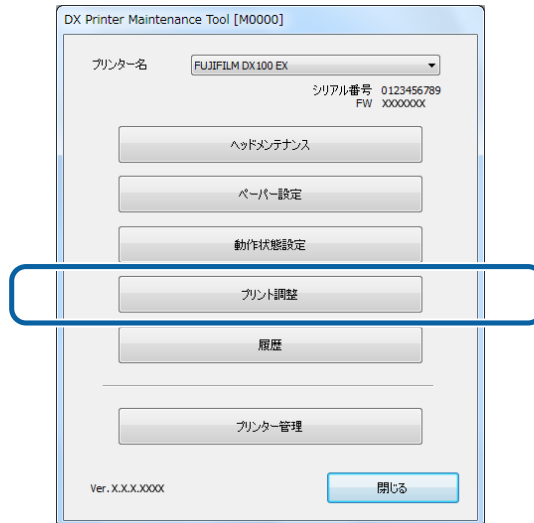 DX Printer Maintenance Tool [M0000]
プリンター名 FUJIFILM DX100 EX
シリアル番号 0123456789
FW XXXXXXX
ヘッドメンテナンス
ペーパー設定
動作状態設定
プリント調整
履歴
プリンター管理
Ver. X.X.X.XXXX 閉じる